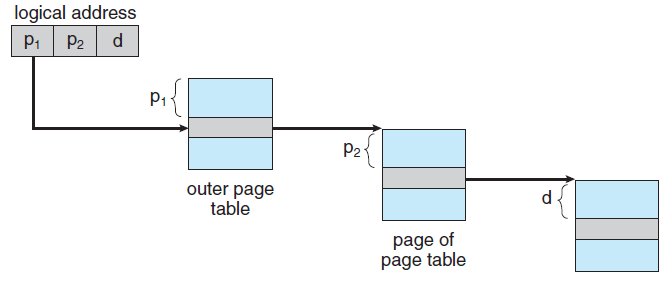 logical address
p₁ p₂ d
p₁
outer page
table
p₂
page of
page table
d